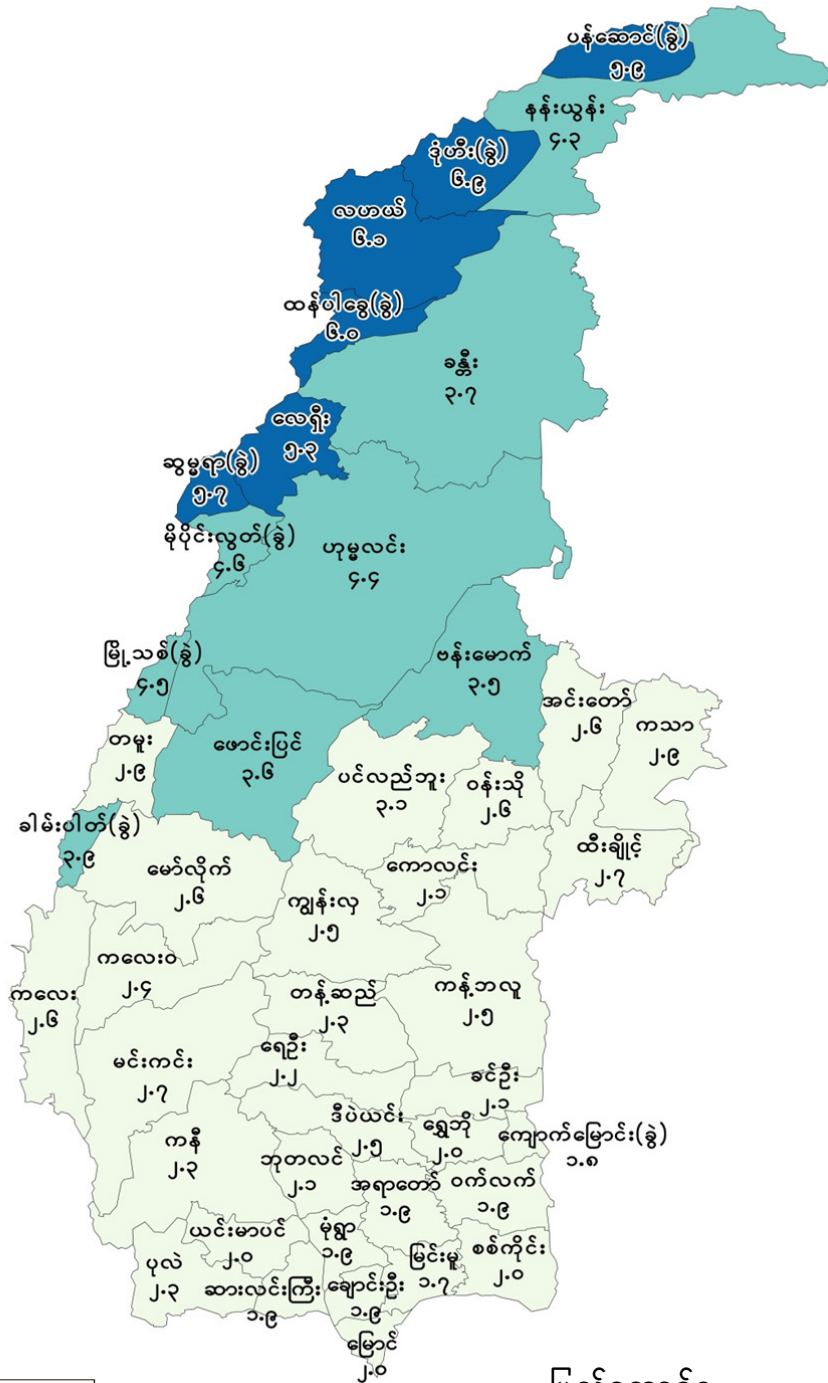 ပန်ဆောင်(ခွဲ)
၅.၉
နန်းယွန်း
၄.၃
ဒုံဟီး(ခွဲ)
၆.၉
လဟယ်
၆.၁
ထန်ပါခွေ(ခွဲ)
၆.၀
ခန္တီး
၃.၇
လေရှီး
၅.၃
ဆွမ္မရာ(ခွဲ)
၅.၇
မိုပိုင်းလွတ်(ခွဲ)
၄.၆
ဟုမ္မလင်း
၄.၄
မြို့သစ်(ခွဲ)
၄.၅
ဗန်းမောက်
၃.၅
အင်းတော်
၂.၆
ကသာ
၂.၉
တမူး
၂.၉
ဖောင်းပြင်
၃.၆
ပင်လည်ဘူး
၃.၁
ဝန်းသို
၂.၆
ခါမ်းပါတ်(ခွဲ)
၃.၉
မော်လိုက်
၂.၆
ကောလင်း
၂.၁
ထီးချိုင့်
၂.၇
ကျွန်းလှ
၂.၅
ကလေးဝ
၂.၄
ကလေး
၂.၆
တန့်ဆည်
၂.၃
ကန့်ဘလူ
၂.၅
မင်းကင်း
၂.၇
ရေဦး
၂.၂
ခင်ဦး
၂.၁
ဒီပဲယင်း
၂.၅
ရွှေဘို
၂.၀
ကျောက်မြောင်း(ခွဲ)
၁.၈
ကနီ
၂.၃
ဘုတလင်
၂.၁
အရာတော်
၁.၉
ဝက်လက်
၁.၉
ယင်းမာပင်
၂.၀
မုံရွာ
၁.၉
မြင်းမူ
၁.၇
စစ်ကိုင်း
၂.၀
ပုလဲ
၂.၃
ဆားလင်းကြီး
၁.၉
ချောင်းဦး
၁.၉
မြောင်
၂.၀